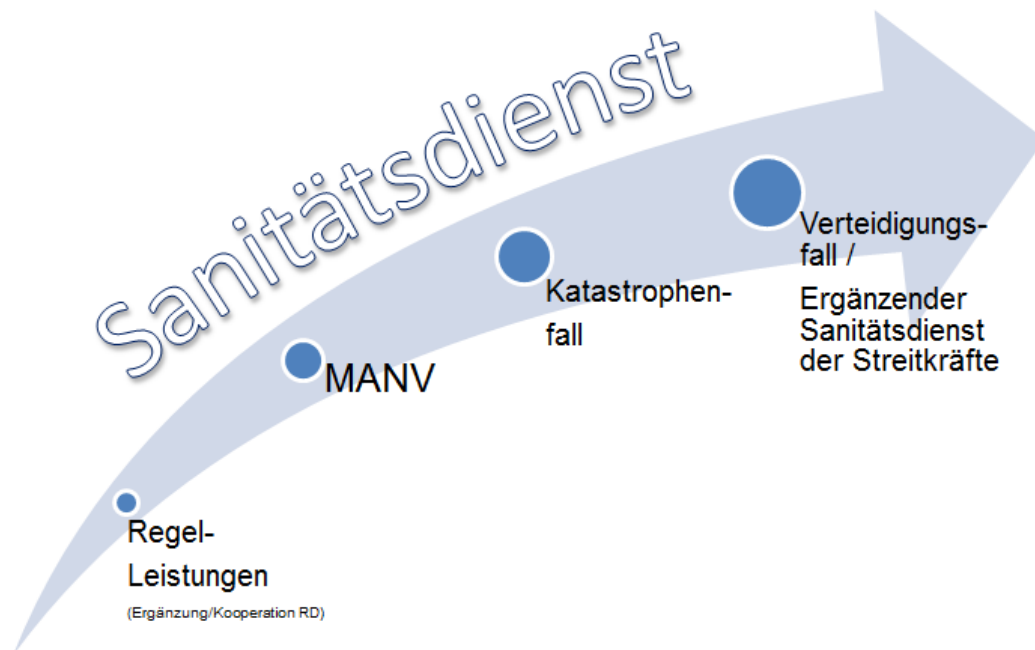 Sanitätsdienst
Regel-
Leistungen
(Ergänzung/Kooperation RD)
MANV
Katastrophen-
fall
Verteidigungs-
fall /
Ergänzender
Sanitätsdienst
der Streitkräfte